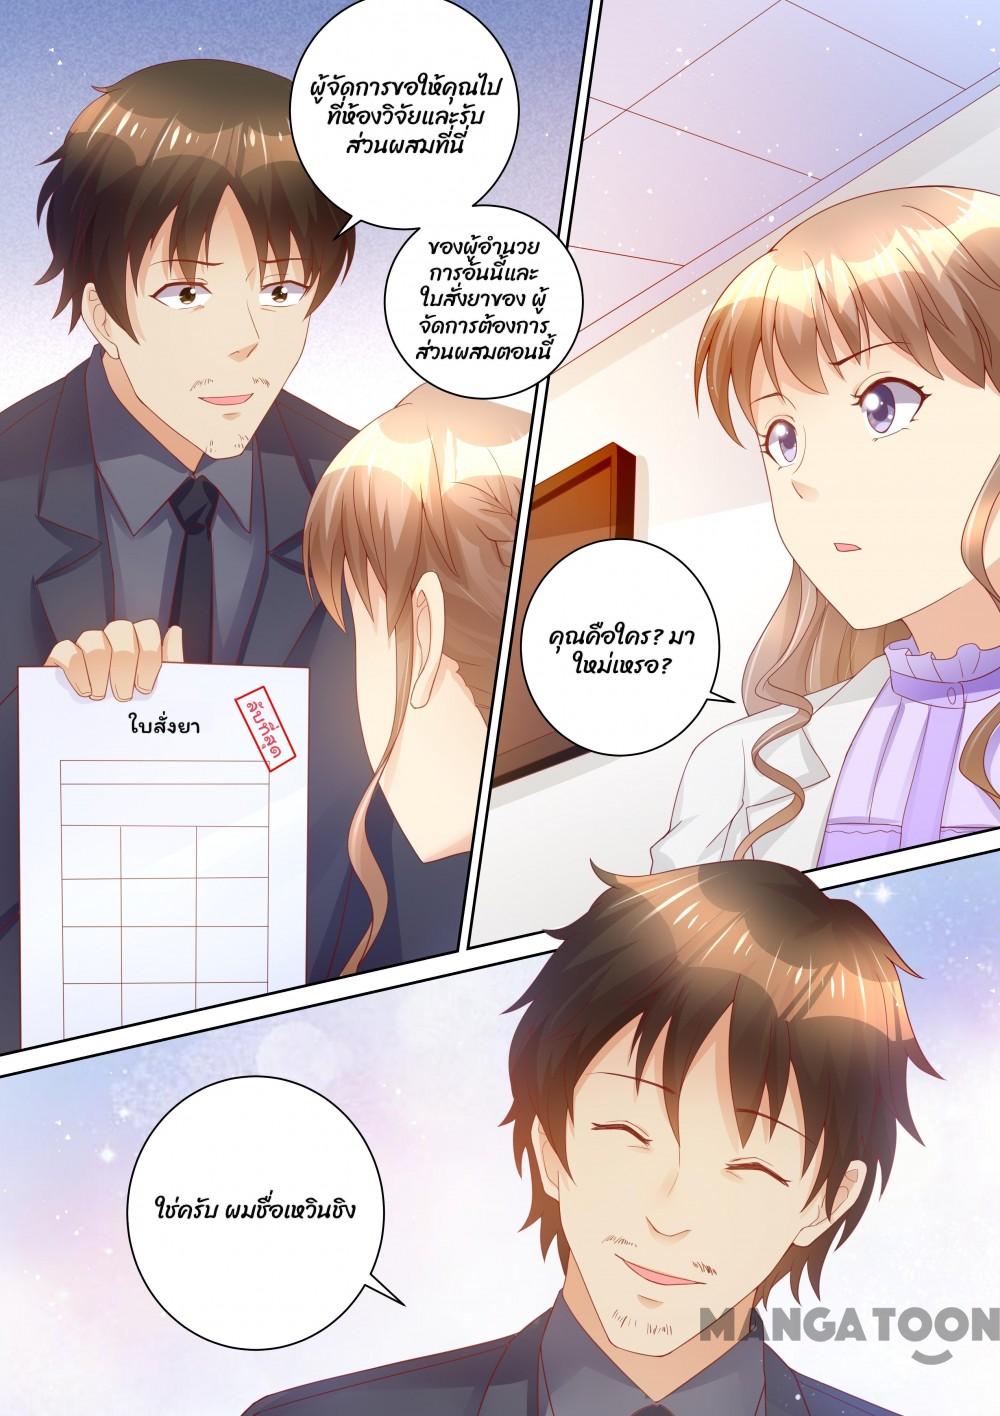 ผู้จัดการขอให้คุณไป
ที่ห้องวิจัยและรับ
ส่วนผสมที่นี่
ของผู้อำนวย
การอันนี้และ
ใบสั่งยาของ ผู้
จัดการต้องการ
ส่วนผสมตอนนี้
คุณคือใคร? มา
ใหม่เหรอ?
ใบสั่งยา
ลับที่สุด
ใช่ครับ ผมชื่อเหวินชิง
MANGATOON